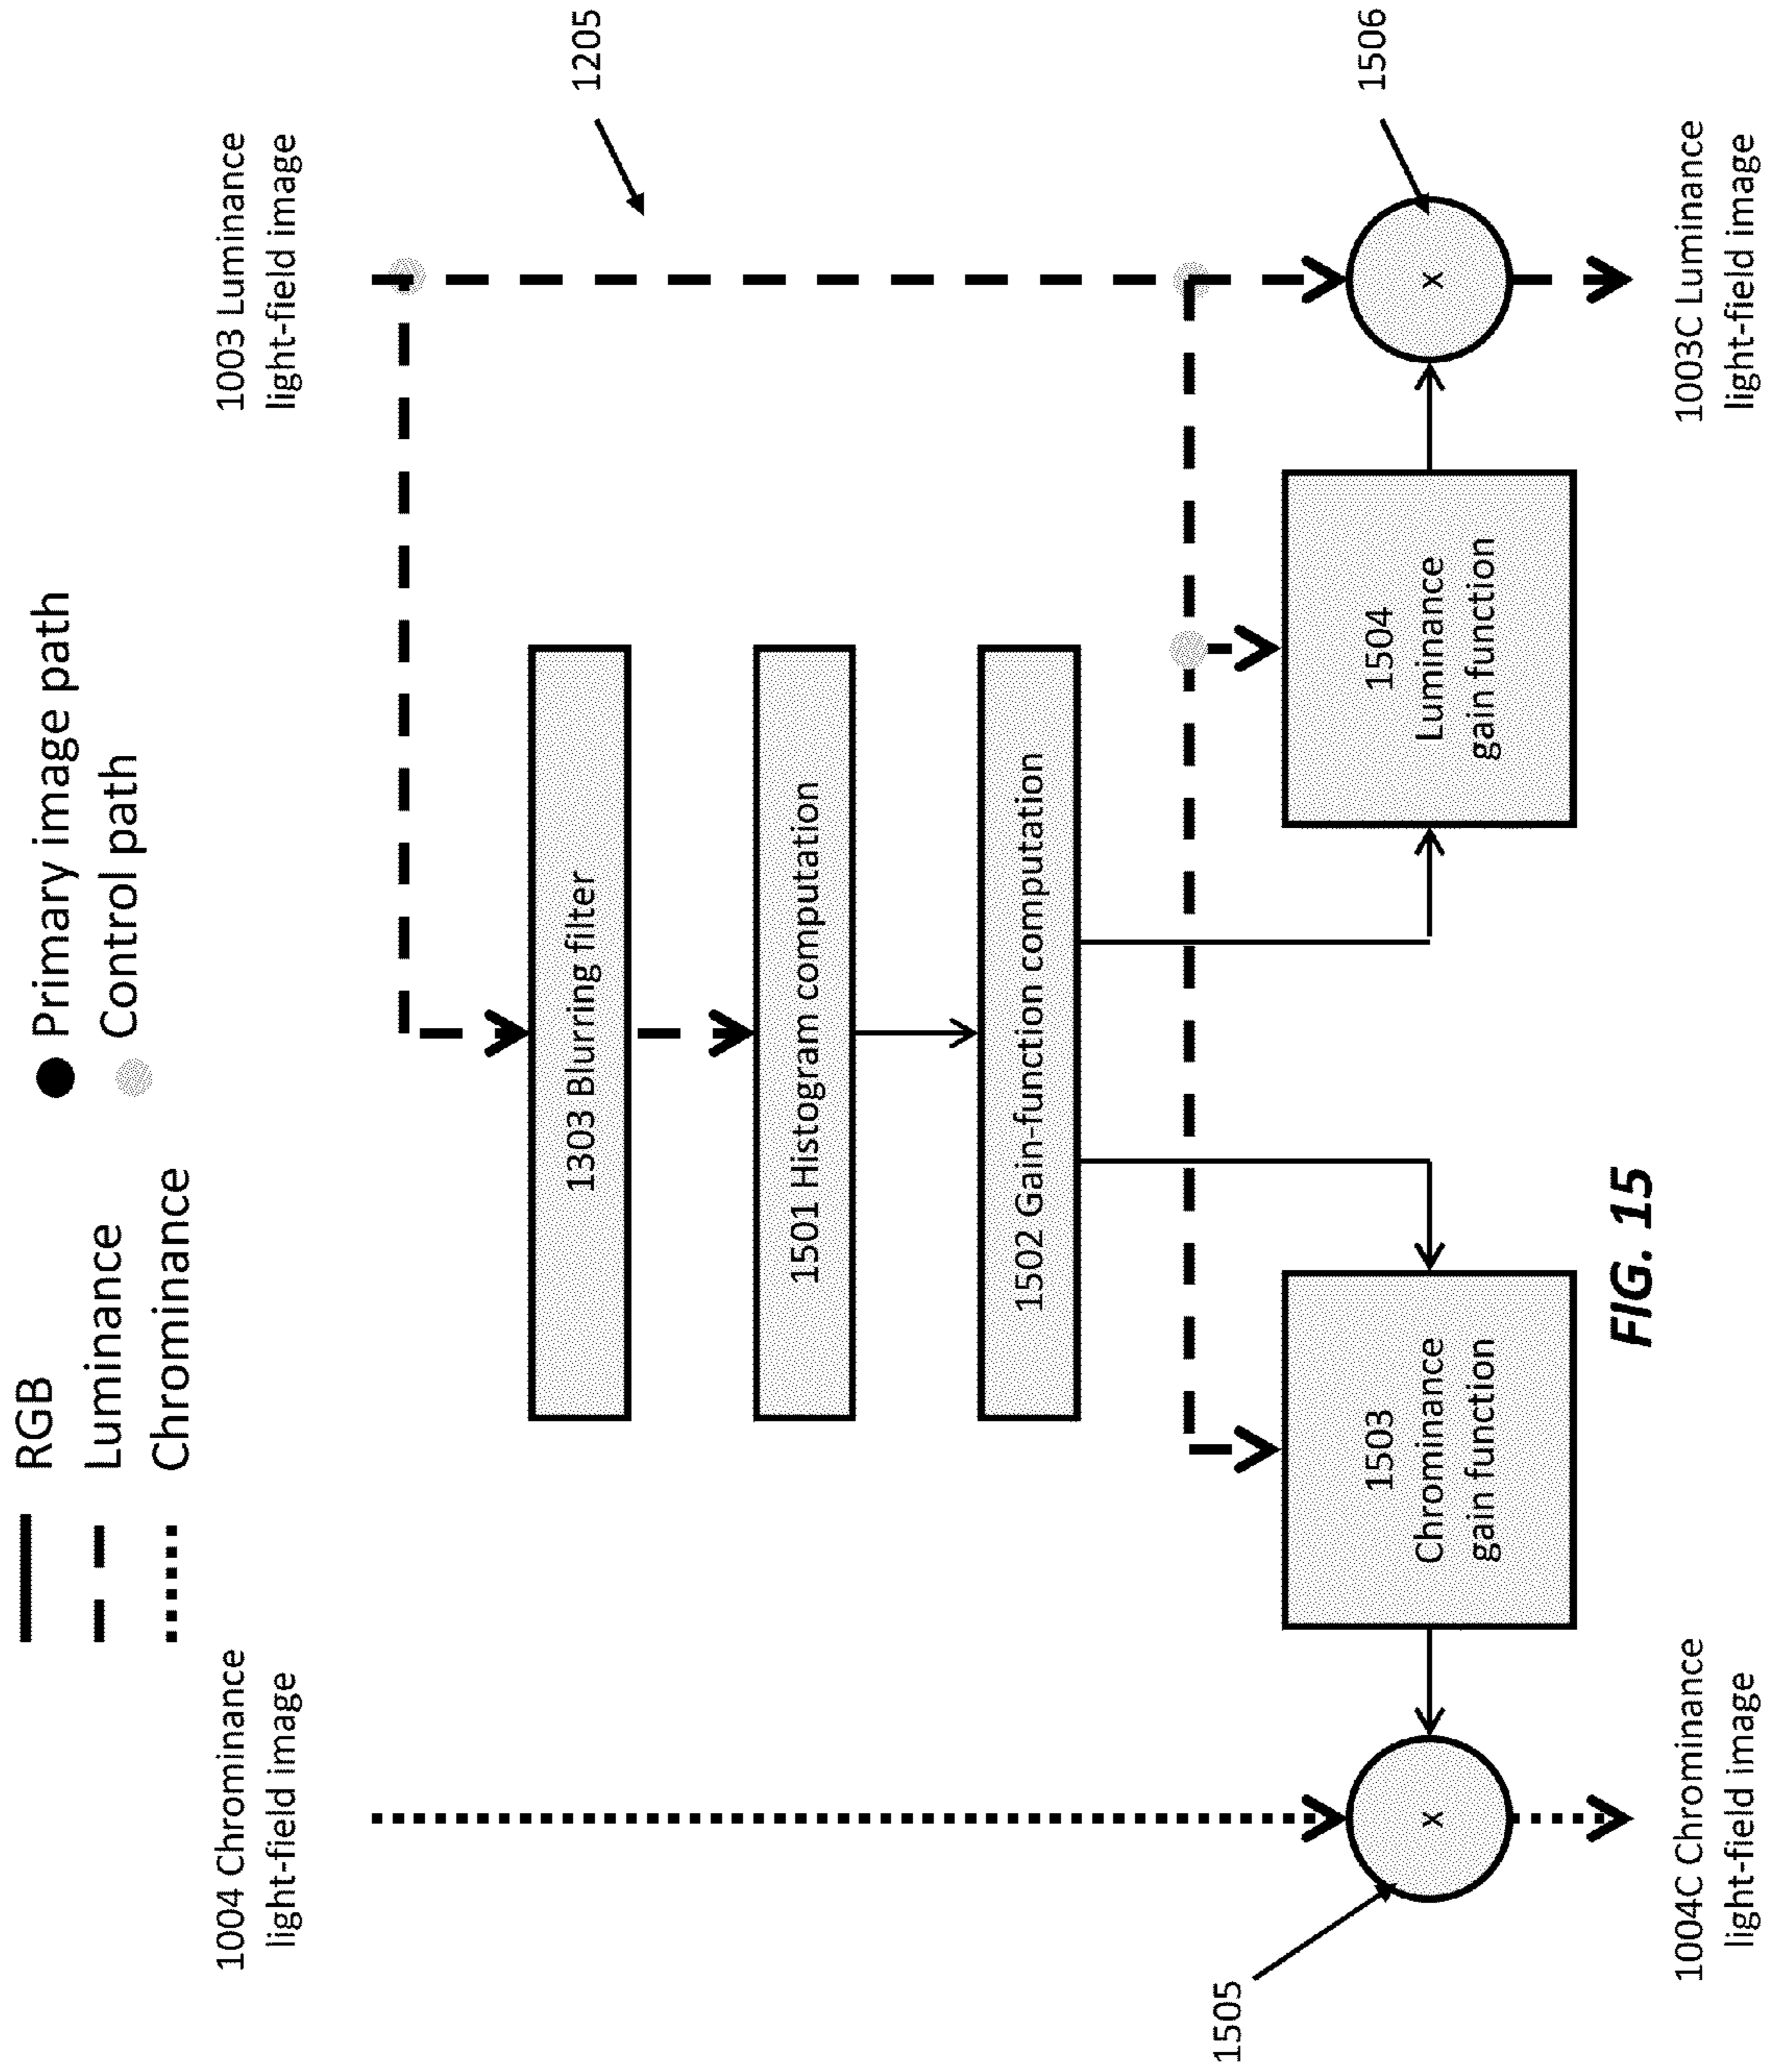 RGB
Luminance
Chrominance
Primary image path
Control path
1004 Chrominance
light-field image
1003 Luminance
light-field image
1205
1303 Blurring filter
1501 Histogram computation
1502 Gain-function computation
1503
Chrominance
gain function
1504
Luminance
gain function
x
x
1505
1506
1004C Chrominance
light-field image
1003C Luminance
light-field image
FIG. 15